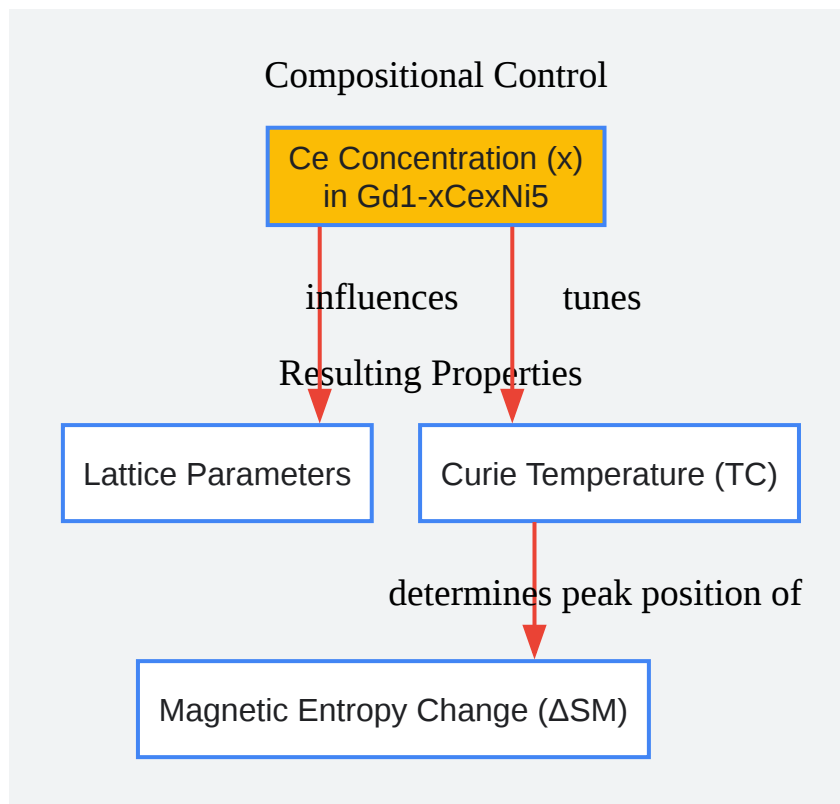 Compositional Control
Ce Concentration (x)
in Gd1-xCexNi5
influences
tunes
Resulting Properties
Lattice Parameters
Curie Temperature (TC)
determines peak position of
Magnetic Entropy Change (ΔSM)